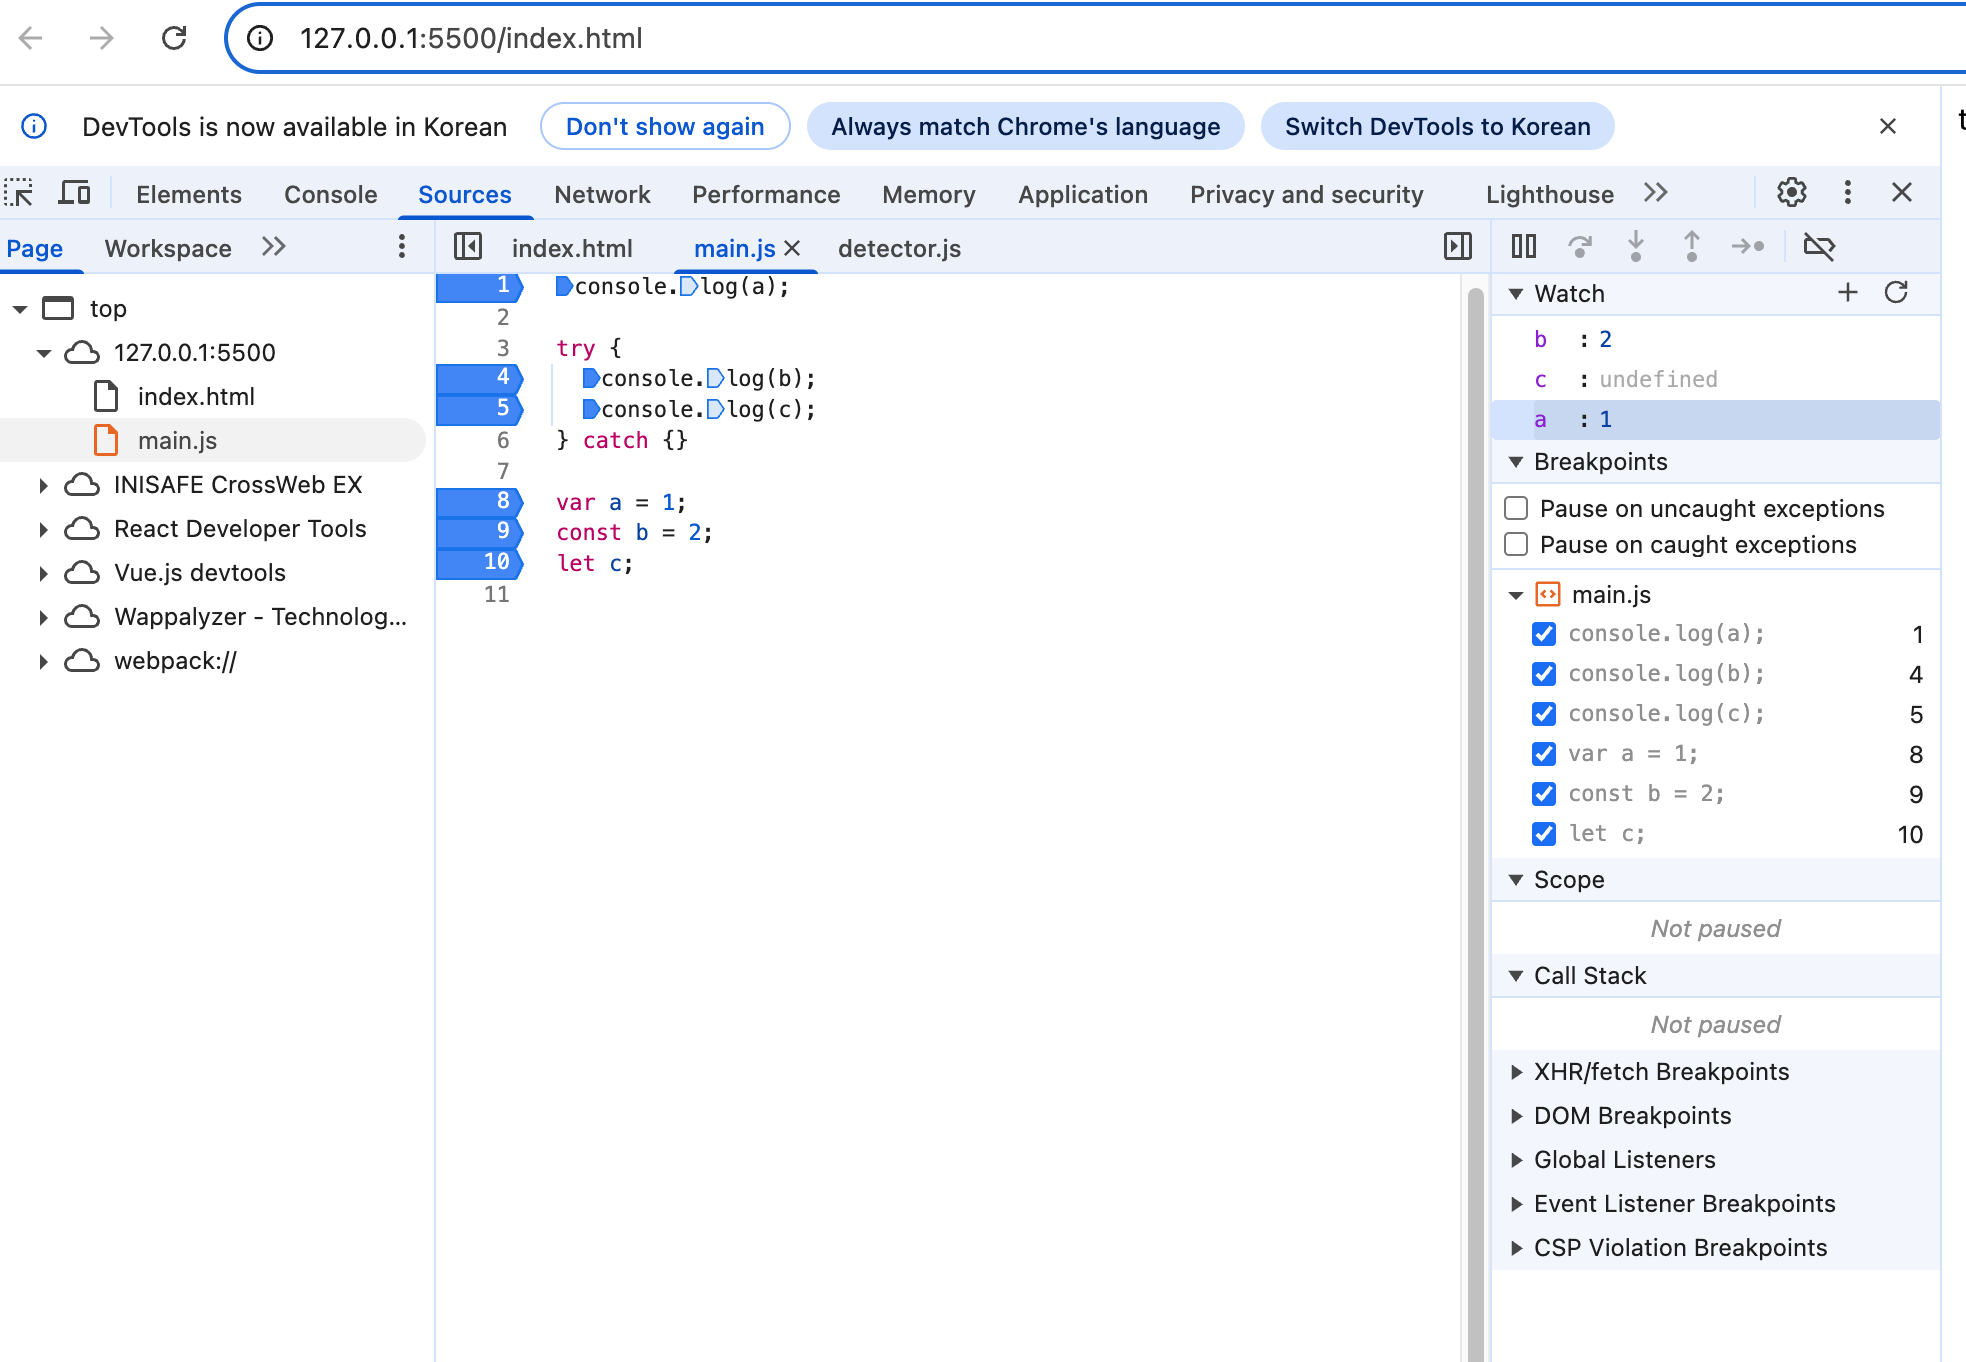 127.0.0.1:5500/index.html
DevTools is now available in Korean
Don't show again
Always match Chrome's language
Switch DevTools to Korean
Elements
Console
Sources
Network
Performance
Memory
Application
Privacy and security
Lighthouse
Page
Workspace
top
127.0.0.1:5500
index.html
main.js
INISAFE CrossWeb EX
React Developer Tools
Vue.js devtools
Wappalyzer - Technolog...
webpack://
index.html
main.js
detector.js
1 console.log(a);
2
3 try {
4 console.log(b);
5 console.log(c);
6 } catch {}
7
8 var a = 1;
9 const b = 2;
10 let c;
11
Watch
b : 2
c : undefined
a : 1
Breakpoints
Pause on uncaught exceptions
Pause on caught exceptions
main.js
console.log(a); 1
console.log(b); 4
console.log(c); 5
var a = 1; 8
const b = 2; 9
let c; 10
Scope
Not paused
Call Stack
Not paused
XHR/fetch Breakpoints
DOM Breakpoints
Global Listeners
Event Listener Breakpoints
CSP Violation Breakpoints